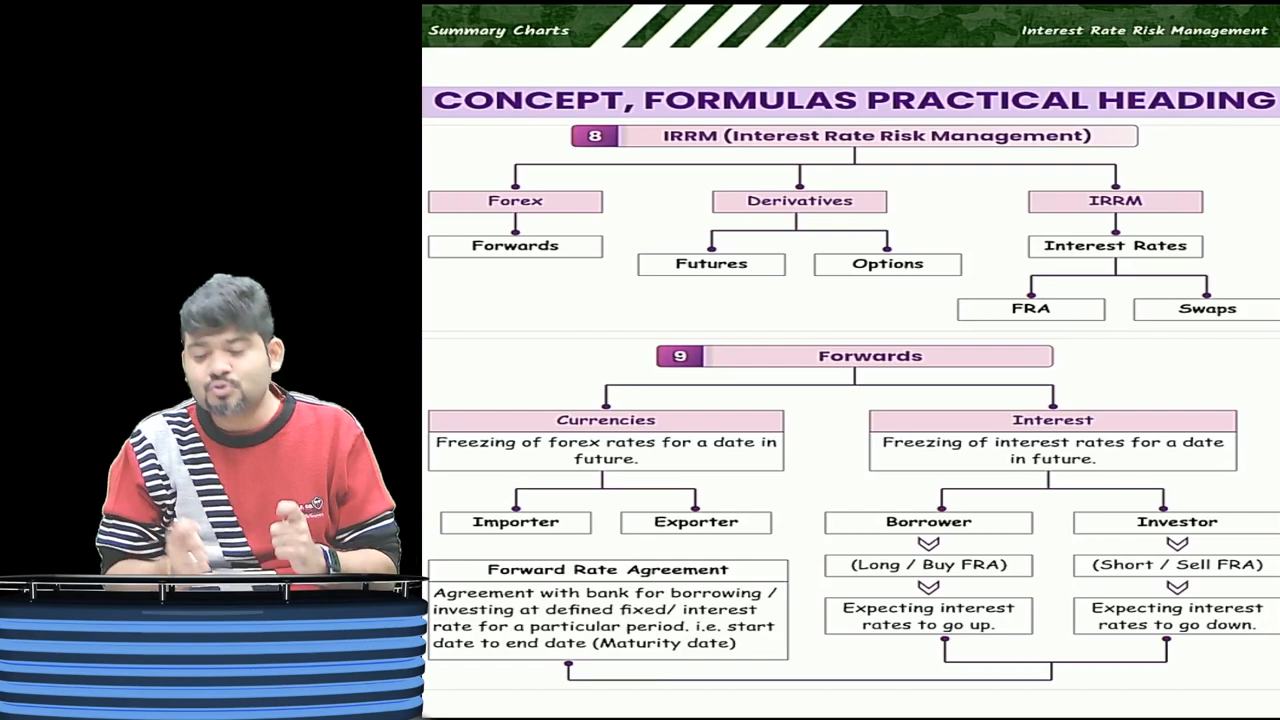 Summary Charts
Interest Rate Risk Management
CONCEPT, FORMULAS PRACTICAL HEADING
8
IRRM (Interest Rate Risk Management)
Forex
Derivatives
IRRM
Forwards
Futures
Options
Interest Rates
FRA
Swaps
9
Forwards
Currencies
Freezing of forex rates for a date in
future.
Interest
Freezing of interest rates for a date
in future.
Importer
Exporter
Borrower
Investor
(Long / Buy FRA)
(Short / Sell FRA)
Expecting interest
rates to go up.
Expecting interest
rates to go down.
Forward Rate Agreement
Agreement with bank for borrowing /
investing at defined fixed/ interest
rate for a particular period. i.e. start
date to end date (Maturity date)